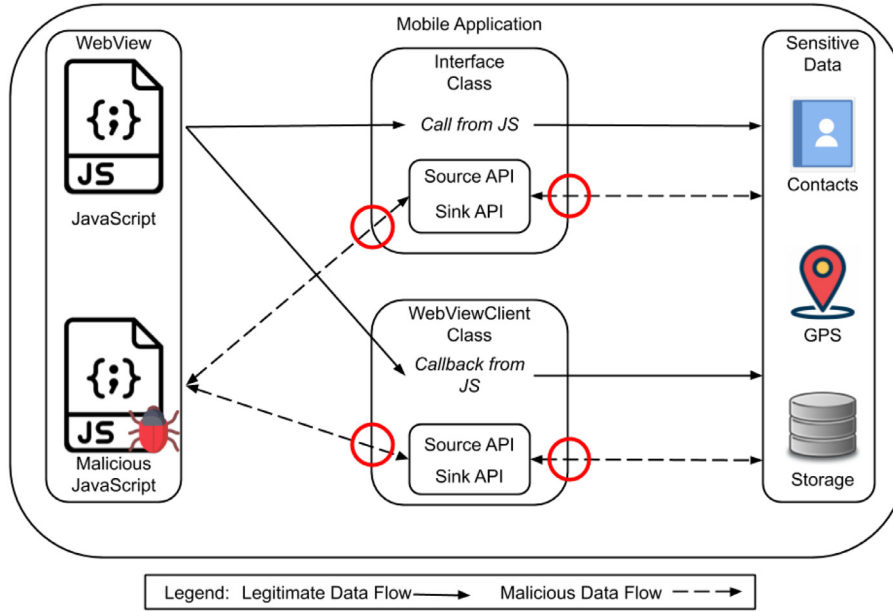 Mobile Application
WebView
{;}
JS
JavaScript
{;}
JS
Malicious
JavaScript
Interface
Class
Call from JS
Source API
Sink API
WebViewClient
Class
Callback from
JS
Source API
Sink API
Sensitive
Data
Contacts
GPS
Storage
Legend: Legitimate Data Flow Malicious Data Flow